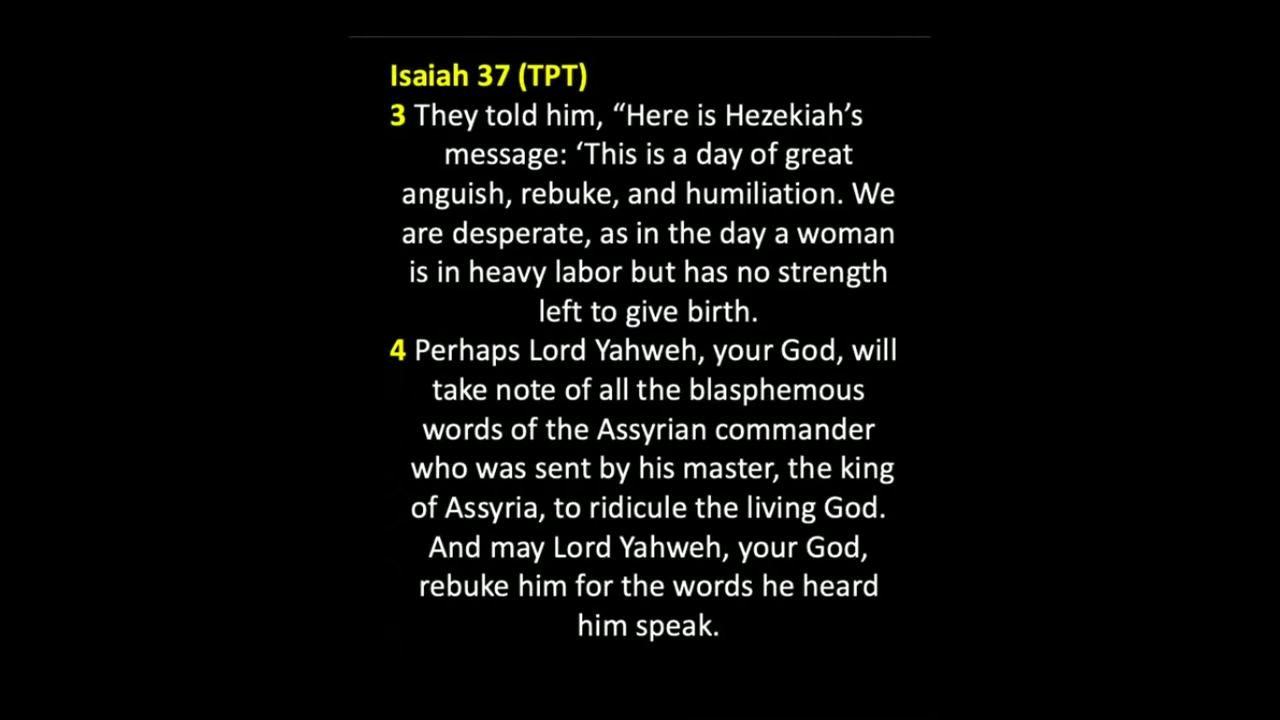 Isaiah 37 (TPT)
3 They told him, “Here is Hezekiah’s
message: ‘This is a day of great
anguish, rebuke, and humiliation. We
are desperate, as in the day a woman
is in heavy labor but has no strength
left to give birth.
4 Perhaps Lord Yahweh, your God, will
take note of all the blasphemous
words of the Assyrian commander
who was sent by his master, the king
of Assyria, to ridicule the living God.
And may Lord Yahweh, your God,
rebuke him for the words he heard
him speak.